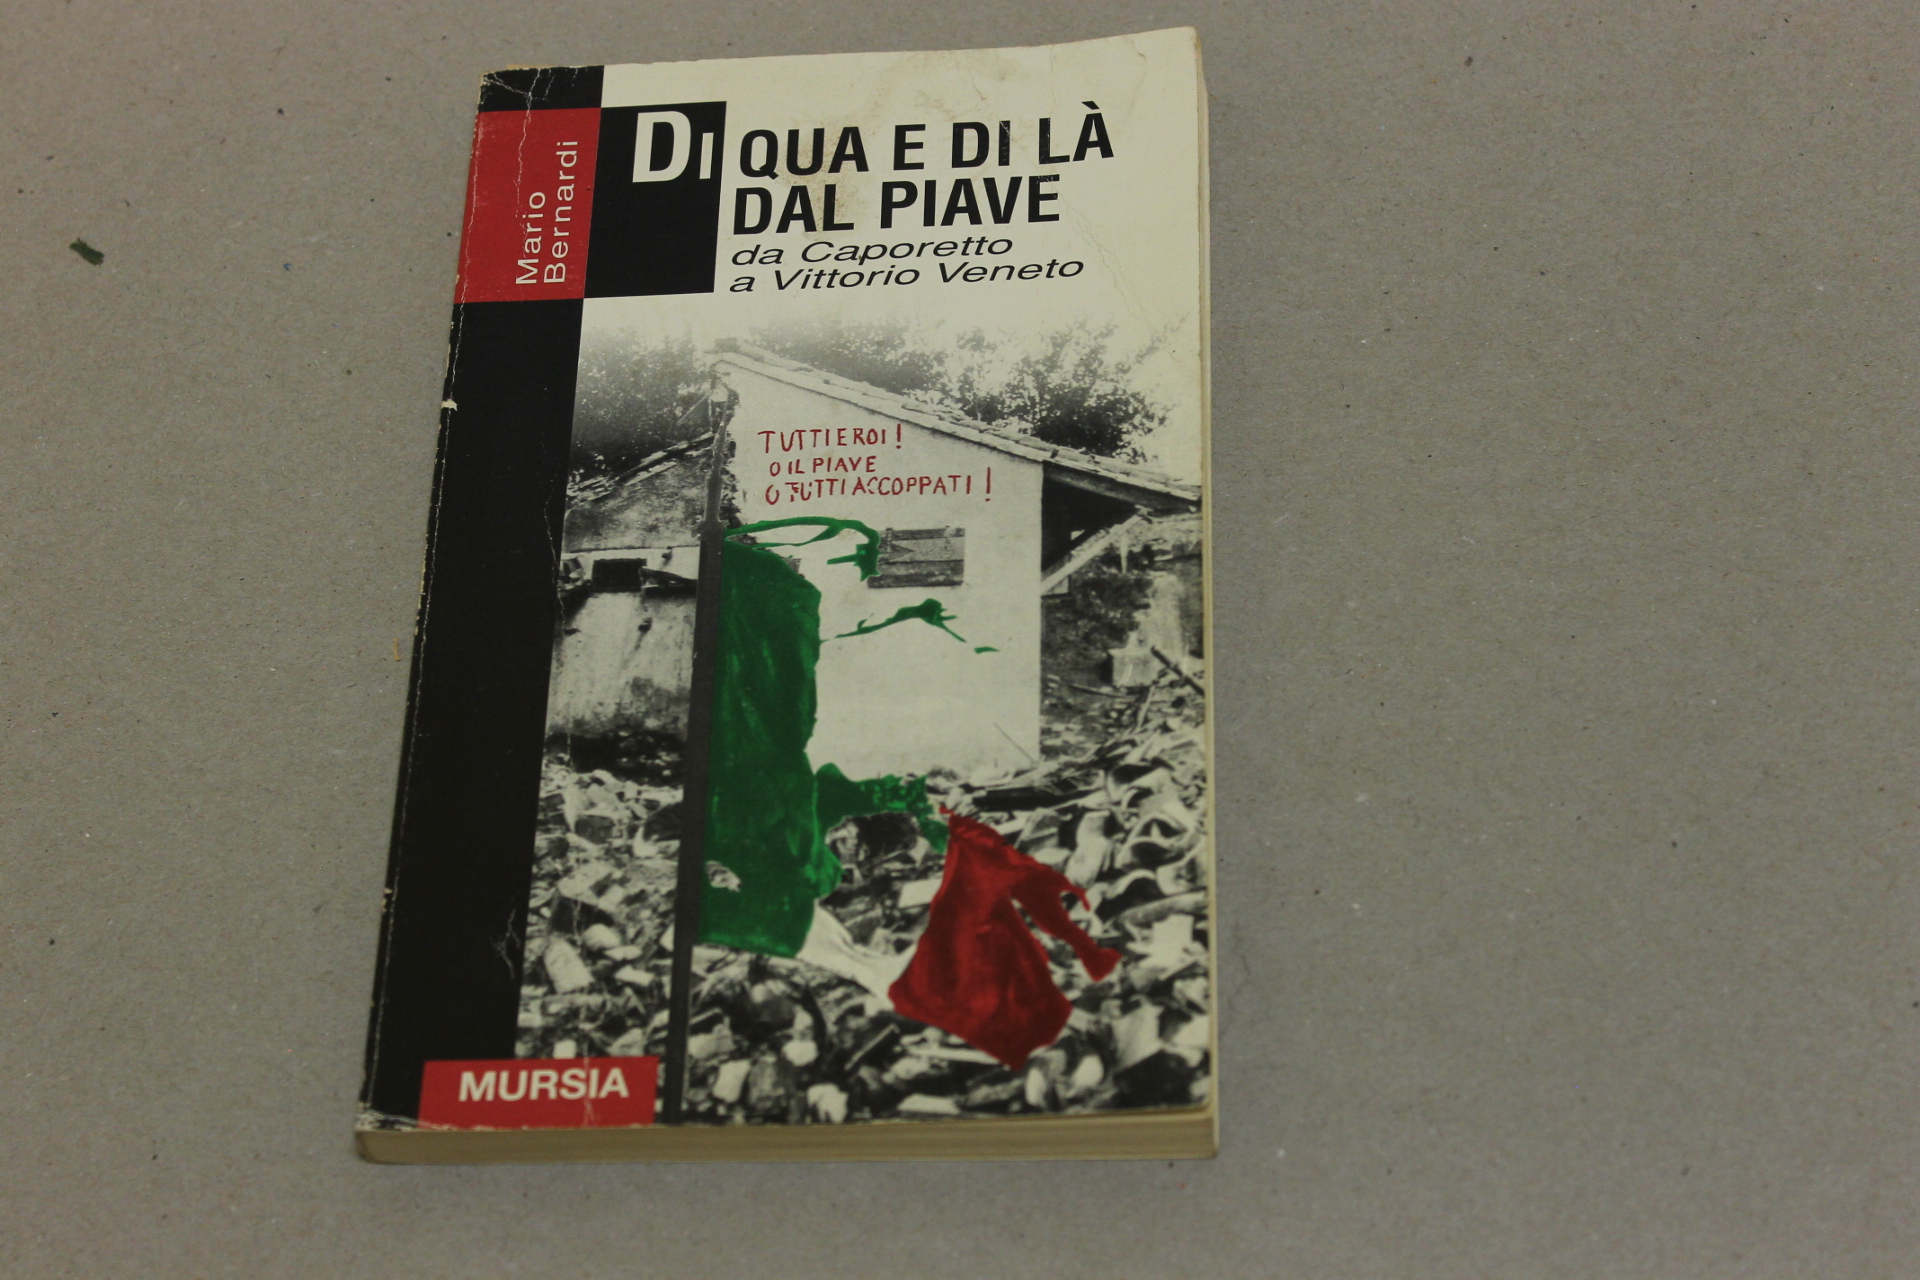 Mario
Bernardi
DI QUA E DI LÀ
DAL PIAVE
da Caporetto
a Vittorio Veneto
TUTTI EROI!
O IL PIAVE
O TUTTI ACCOPPATI!
MURSIA